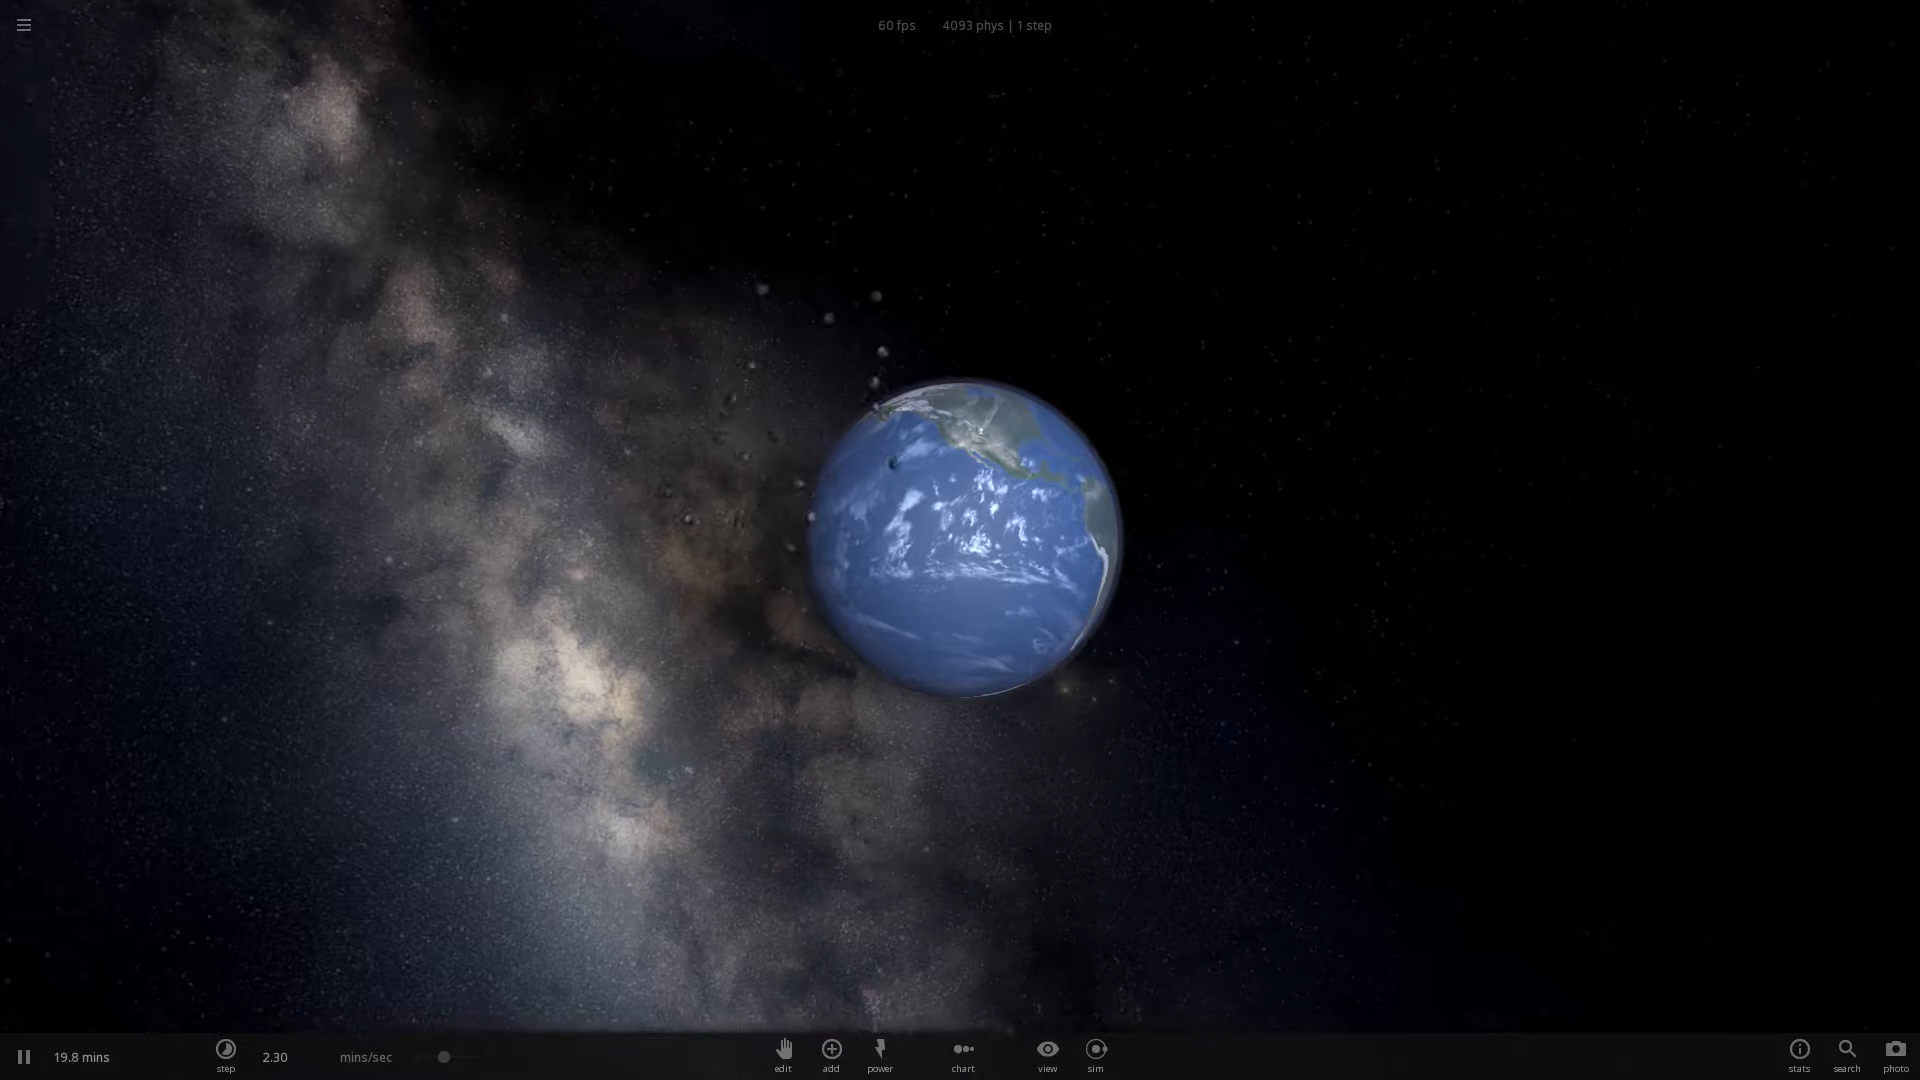 60 fps 4093 phys | 1 step
19.8 mins
step
2.30 mins/sec
edit
add
power
chart
view
sim
stats
search
photo